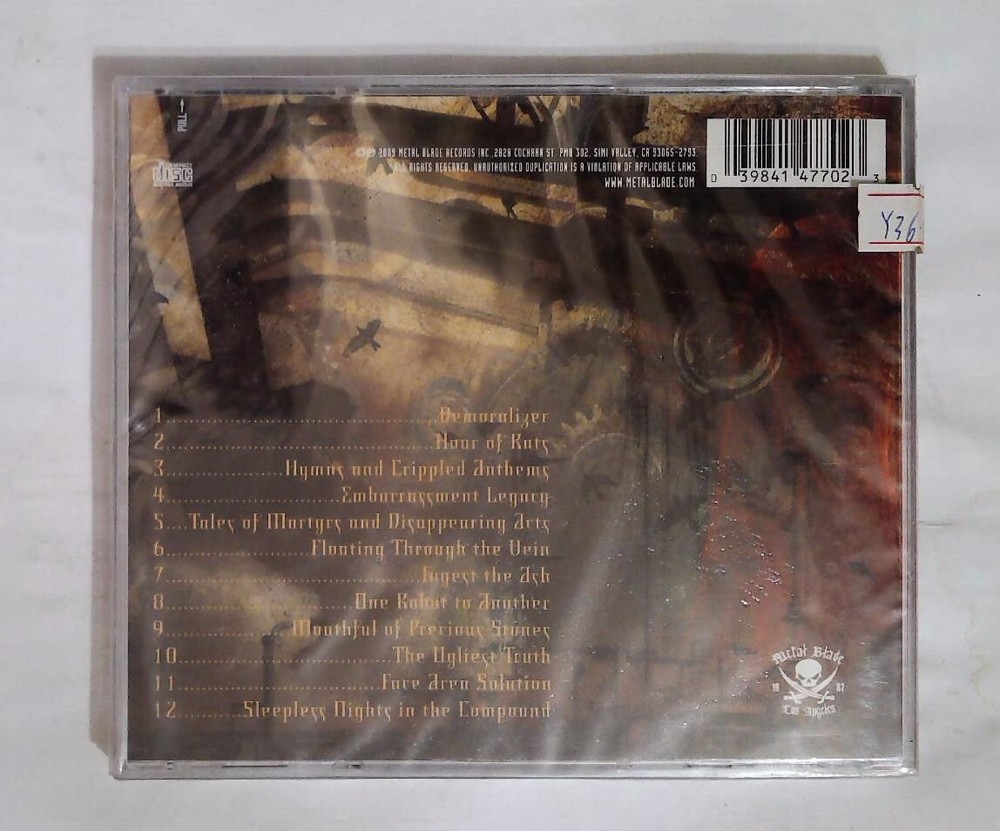 PULL
COMPACT
disc
DIGITAL AUDIO
© ℗ 2009 METAL BLADE RECORDS INC. 2828 COCHRAN ST. PMB 302, SIMI VALLEY, CA 93065-2793.
ALL RIGHTS RESERVED. UNAUTHORIZED DUPLICATION IS A VIOLATION OF APPLICABLE LAWS
WWW.METALBLADE.COM
0 39841 47702 3
Y36
1 Demoralizer
2 Hour of Rats
3 Hymns and Crippled Anthems
4 Embarrassment Legacy
5 Tales of Martyrs and Disappearing Acts
6 Floating Through the Vein
7 Ingest the Ash
8 One Robot to Another
9 Mouthful of Precious Stones
10 The Ugliest Truth
11 Face Area Solution
12 Sleepless Nights in the Compound
Metal Blade
19 82
Los Angeles